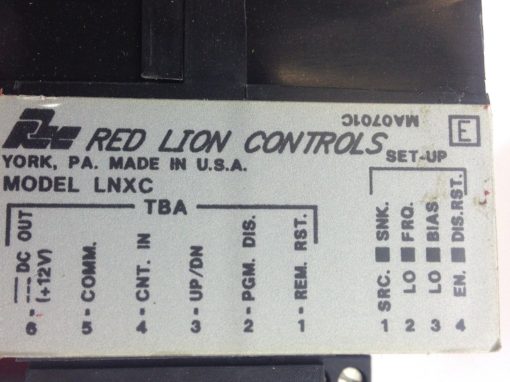 RLC RED LION CONTROLS
YORK, PA. MADE IN U.S.A.
MODEL LNXC
MA0701C
E
TBA
6 - DC OUT (+12V)
5 - COMM.
4 - CNT. IN
3 - UP/DN
2 - PGM. DIS.
1 - REM. RST.
SET-UP
1 SRC. SNK.
2 LO FRQ.
3 LO BIAS
4 EN. DIS.RST.